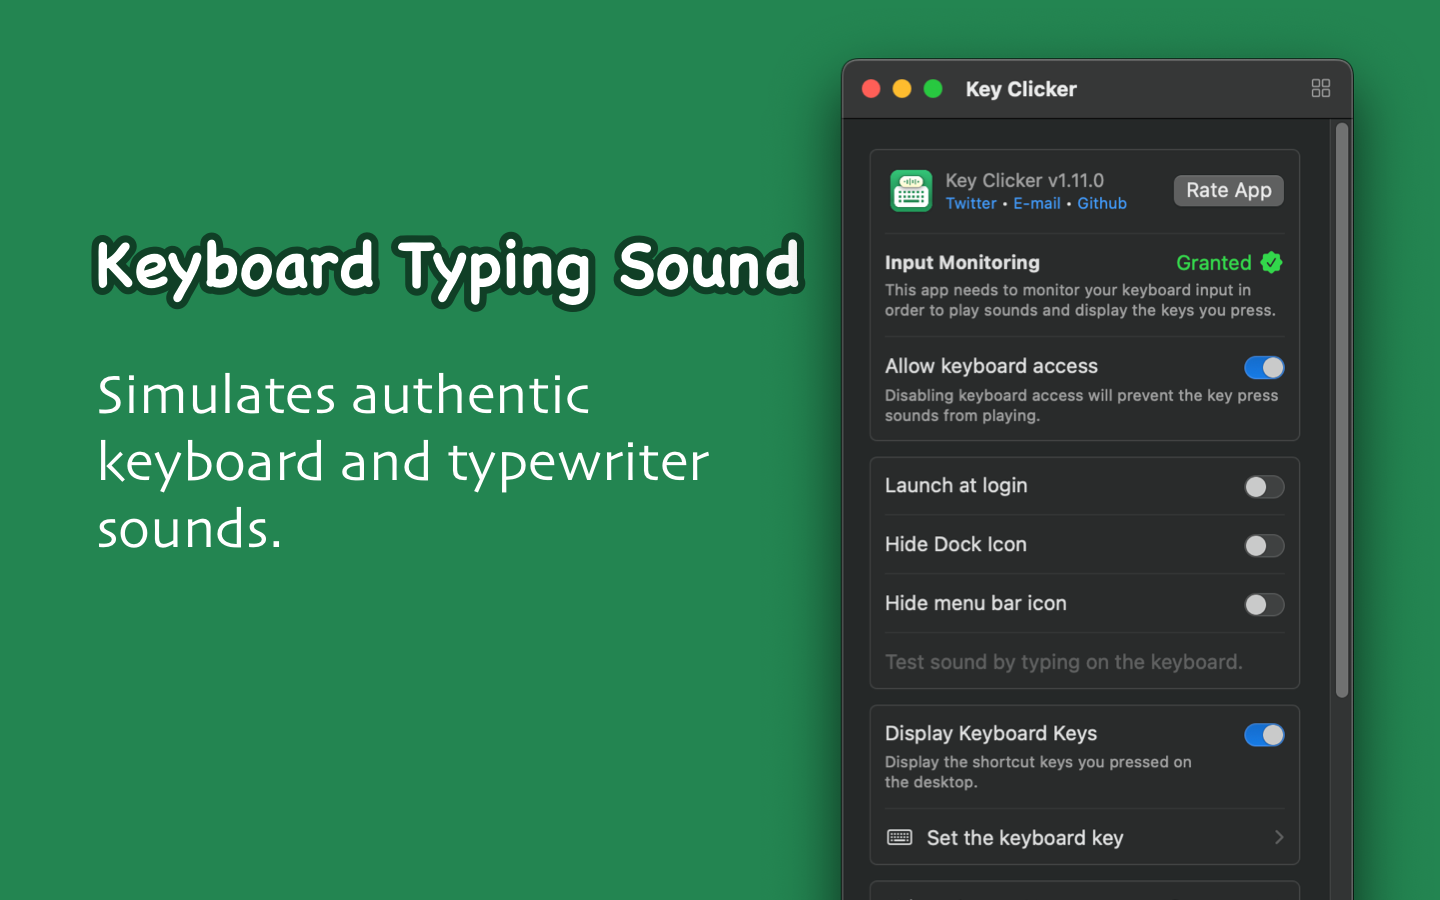 Keyboard Typing Sound
Simulates authentic
keyboard and typewriter
sounds.
Key Clicker
Key Clicker v1.11.0
Twitter • E-mail • Github
Rate App
Input Monitoring
Granted
This app needs to monitor your keyboard input in
order to play sounds and display the keys you press.
Allow keyboard access
Disabling keyboard access will prevent the key press
sounds from playing.
Launch at login
Hide Dock Icon
Hide menu bar icon
Test sound by typing on the keyboard.
Display Keyboard Keys
Display the shortcut keys you pressed on
the desktop.
Set the keyboard key